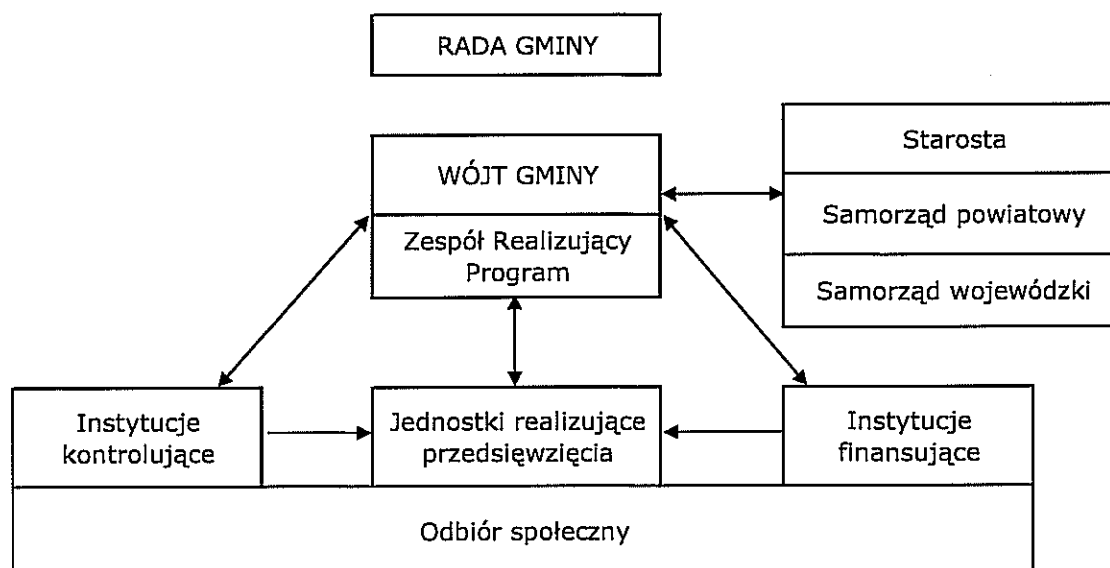 RADA GMINY
WÓJT GMINY
Zespół Realizujący
Program
Starosta
Samorząd powiatowy
Samorząd wojewódzki
Instytucje
kontrolujące
Jednostki realizujące
przedsięwzięcia
Instytucje
finansujące
Odbiór społeczny